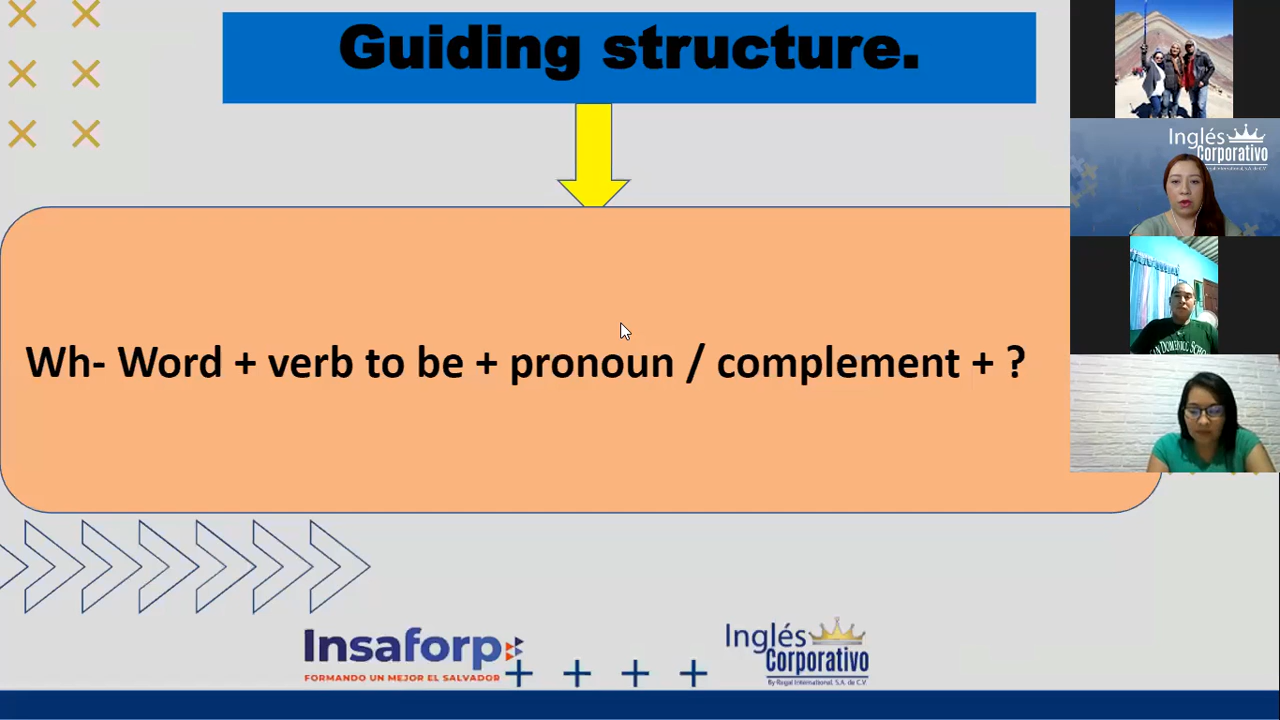 Guiding structure.
Wh- Word + verb to be + pronoun / complement + ?
Inglés
Corporativo
Insaforp
FORMANDO UN MEJOR EL SALVADOR
Inglés
Corporativo
By Regal International, S.A. de C.V.